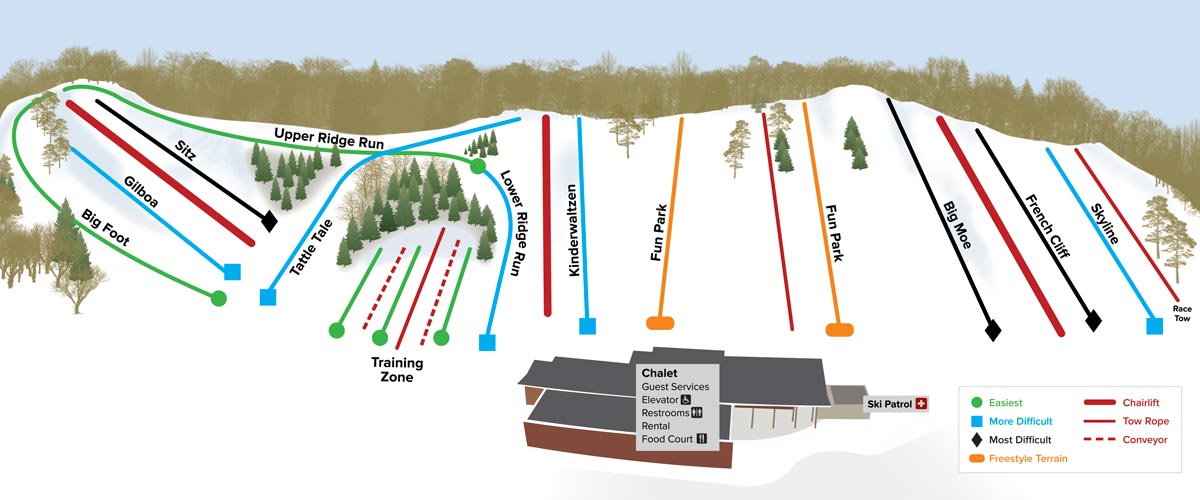 Upper Ridge Run
Sitz
Gilboa
Big Foot
Tattle Tale
Lower Ridge Run
Kinderwaltzen
Fun Park
Fun Park
Big Moe
French Cliff
Skyline
Race
Tow
Training
Zone
Chalet
Guest Services
Elevator
Restrooms
Rental
Food Court
Ski Patrol
Easiest
More Difficult
Most Difficult
Freestyle Terrain
Chairlift
Tow Rope
Conveyor